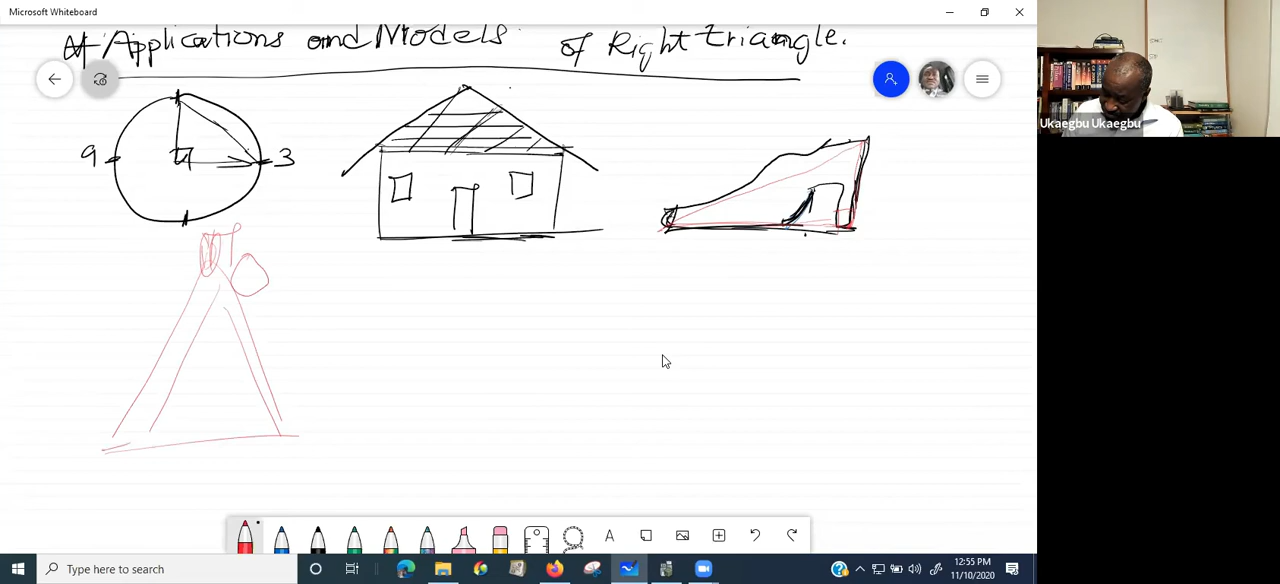 Microsoft Whiteboard
Applications and Models of Right triangle.
9 3
Ukaegbu Ukaegbu
A
Type here to search
12:55 PM
11/10/2020